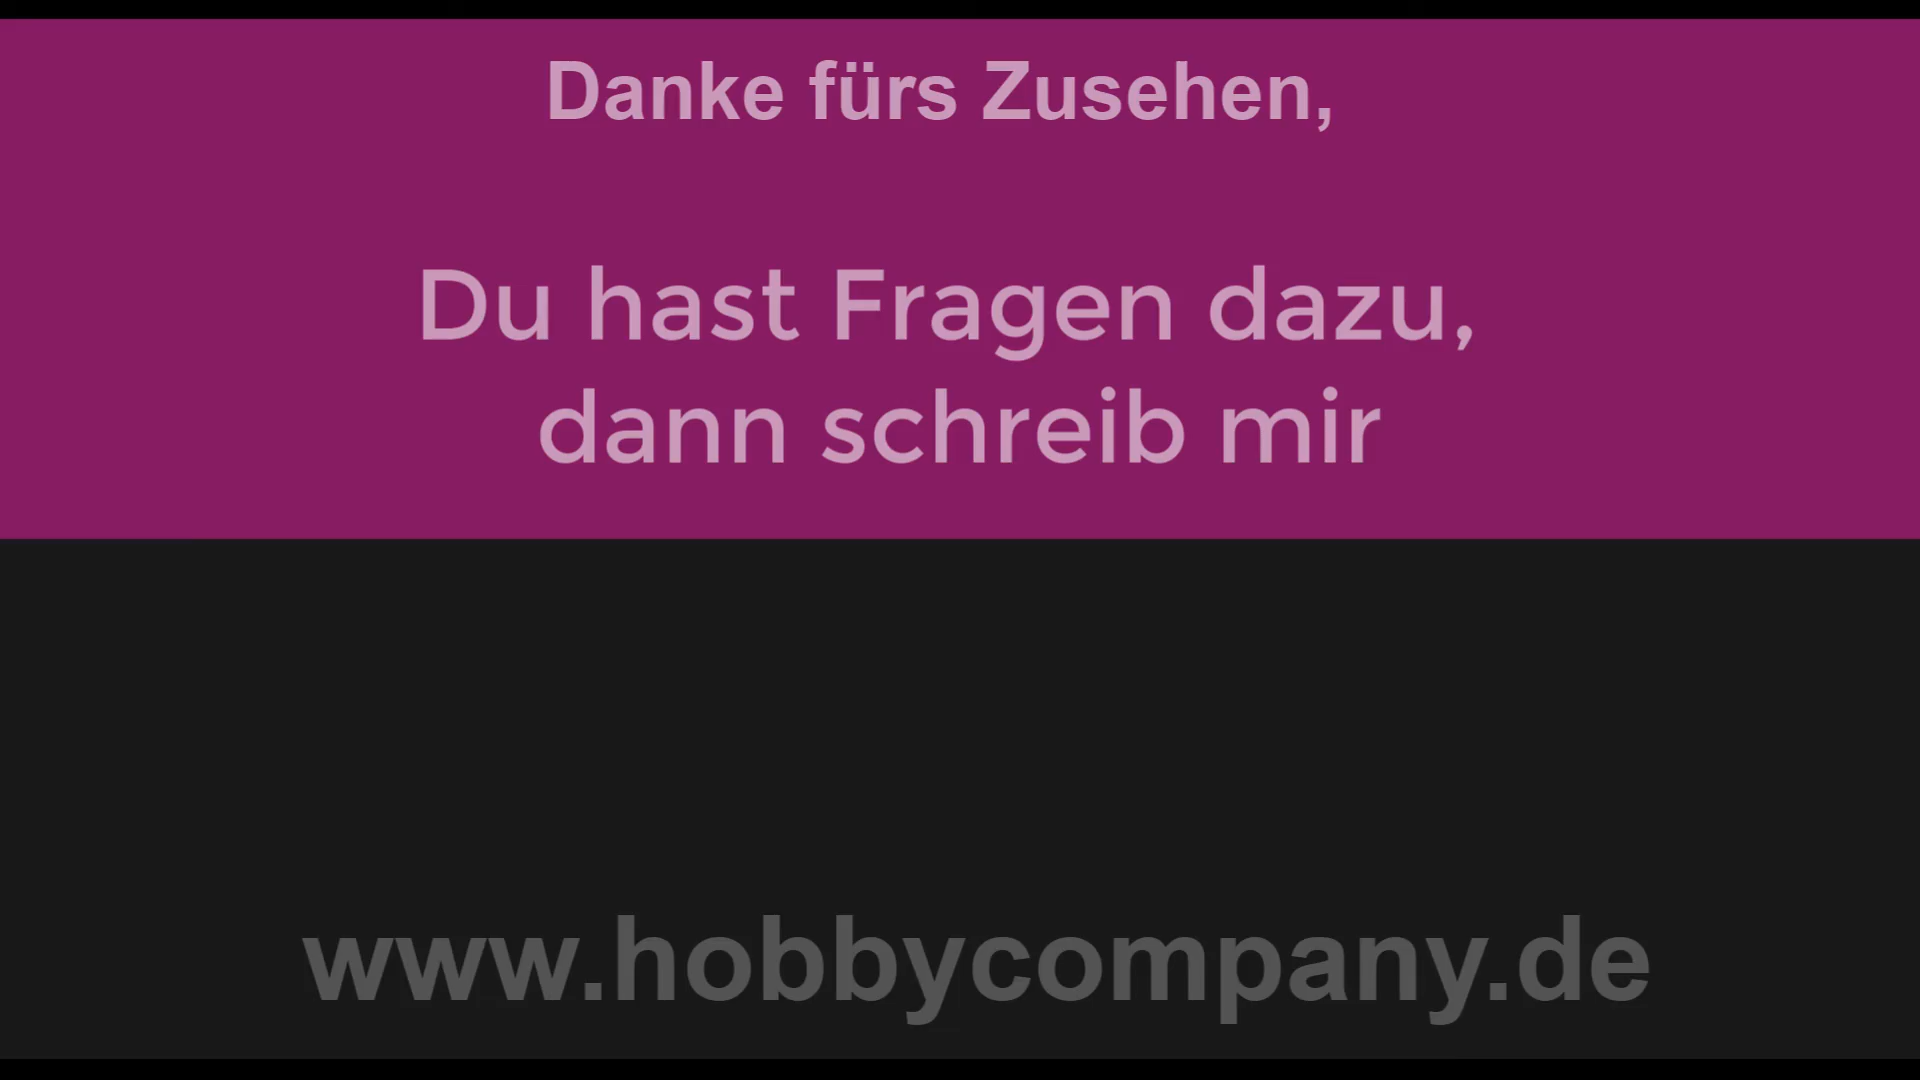 Danke fürs Zusehen,
Du hast Fragen dazu,
dann schreib mir
www.hobbycompany.de